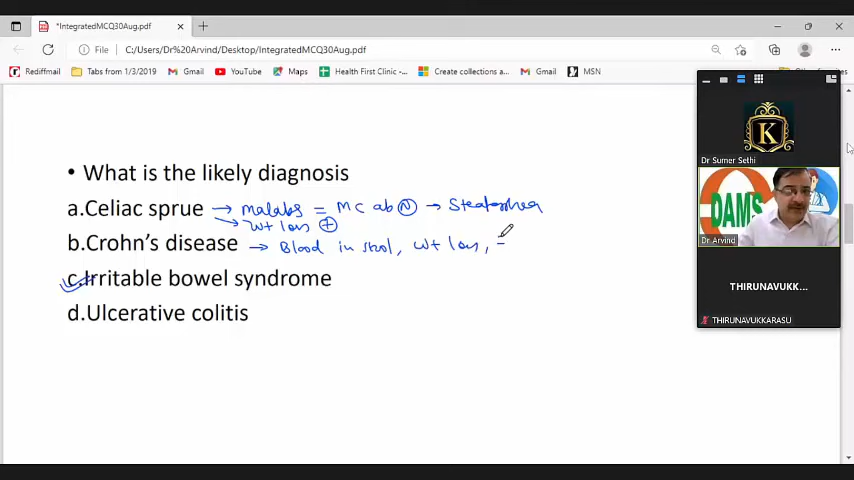 *IntegratedMCQ30Aug.pdf
File
C:/Users/Dr%20Arvind/Desktop/IntegratedMCQ30Aug.pdf
Rediffmail
Tabs from 1/3/2019
Gmail
YouTube
Maps
Health First Clinic -...
Create collections a...
Gmail
MSN
Other favorites
• What is the likely diagnosis
a.Celiac sprue → malabs = MC ab N → Steatorrhea
→ wt loss +
b.Crohn's disease → Blood in stool, wt loss, -
c.Irritable bowel syndrome
d.Ulcerative colitis
K
Dr Sumer Sethi
DAMS
Dr Arvind
THIRUNAVUKK...
THIRUNAVUKKARASU